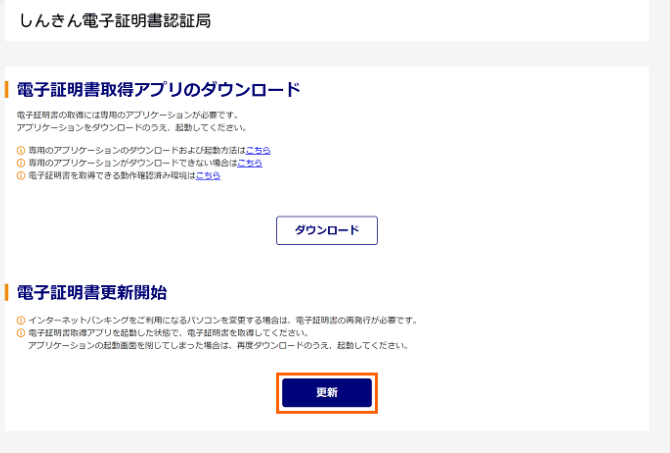 しんきん電子証明書認証局
電子証明書取得アプリのダウンロード
電子証明書の取得には専用のアプリケーションが必要です。
アプリケーションをダウンロードのうえ、起動してください。
専用のアプリケーションのダウンロードおよび起動方法はこちら
専用のアプリケーションがダウンロードできない場合はこちら
電子証明書を取得できる動作確認済み環境はこちら
ダウンロード
電子証明書更新開始
インターネットバンキングをご利用になるパソコンを変更する場合は、電子証明書の再発行が必要です。
電子証明書取得アプリを起動した状態で、電子証明書を取得してください。
アプリケーションの起動画面を閉じてしまった場合は、再度ダウンロードのうえ、起動してください。
更新